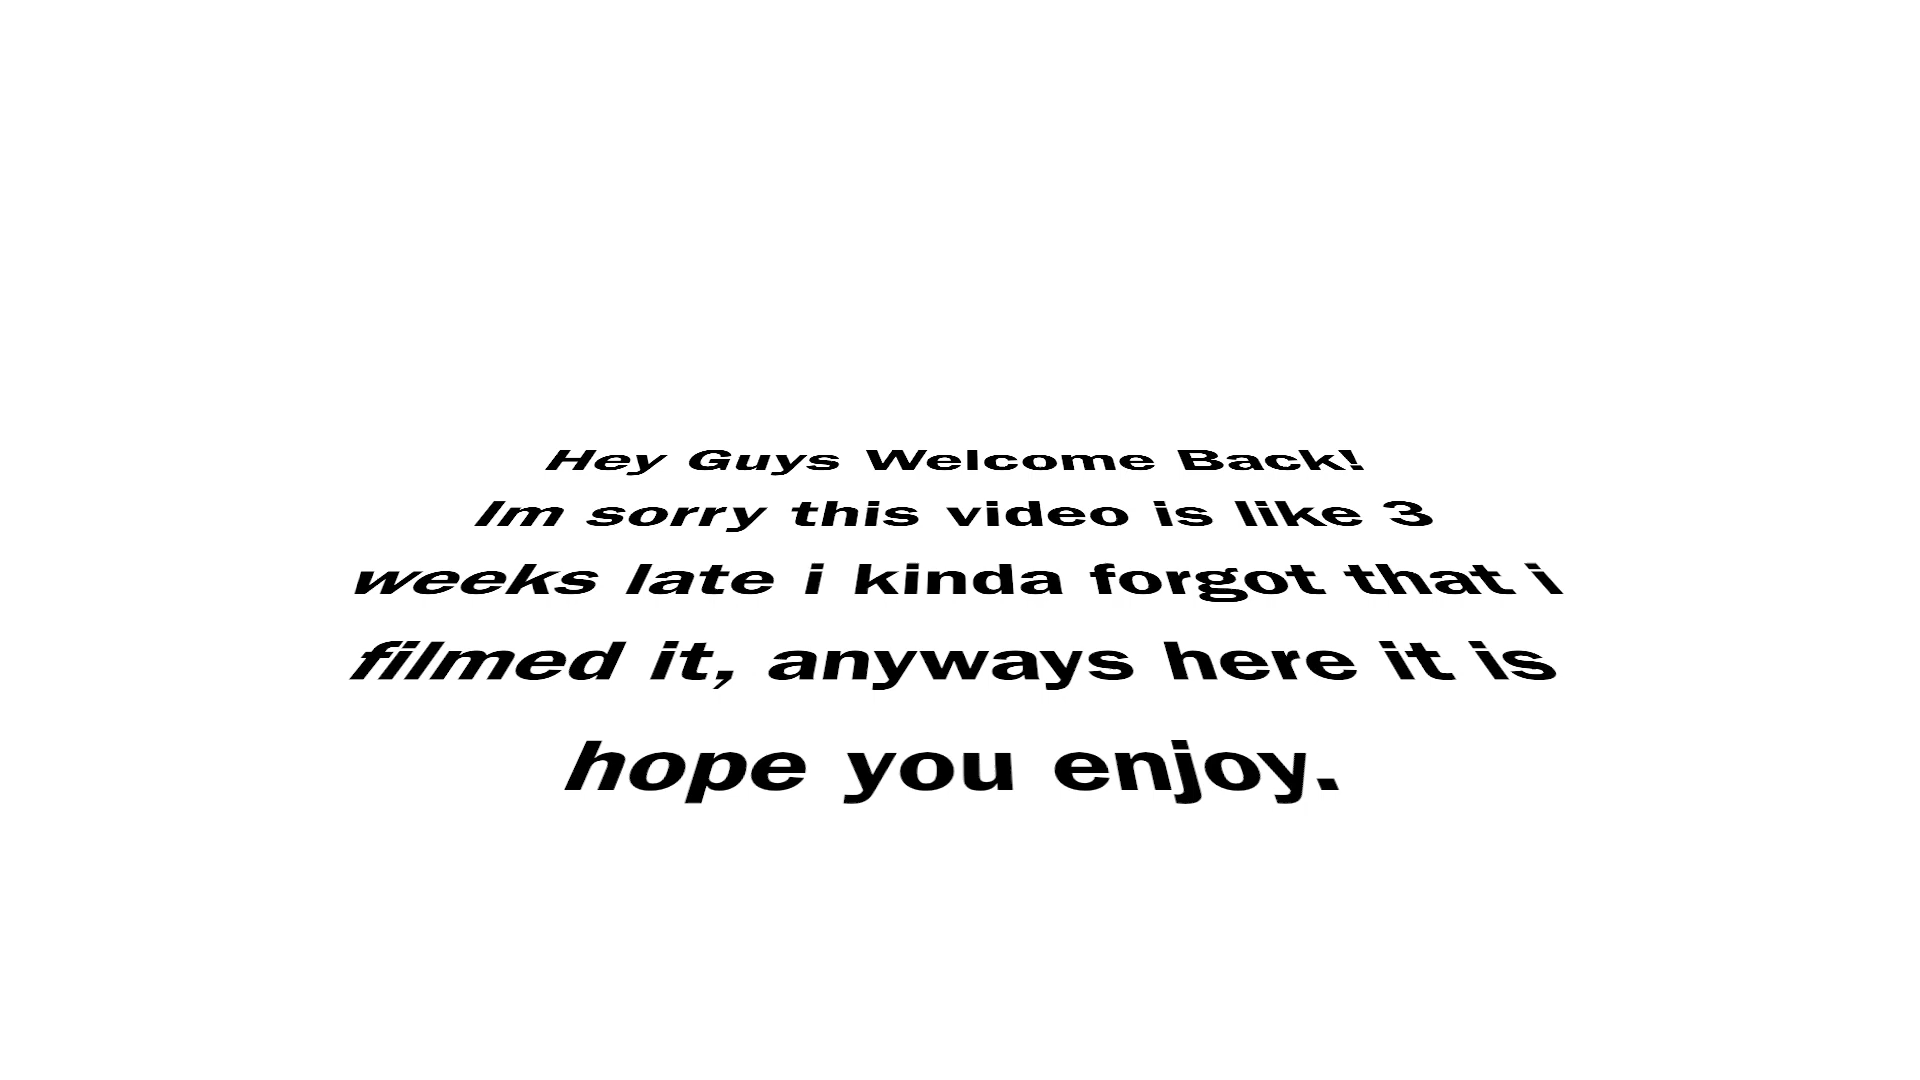 Hey Guys Welcome Back!
Im sorry this video is like 3
weeks late i kinda forgot that i
filmed it, anyways here it is
hope you enjoy.